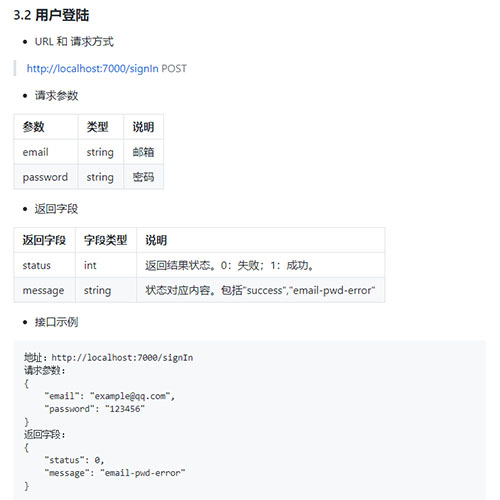 3.2 用户登陆
URL 和 请求方式
http://localhost:7000/signIn POST
请求参数
参数 类型 说明
email string 邮箱
password string 密码
返回字段
返回字段 字段类型 说明
status int 返回结果状态。0：失败；1：成功。
message string 状态对应内容。包括"success","email-pwd-error"
接口示例
地址：http://localhost:7000/signIn
请求参数：
{
"email": "example@qq.com",
"password": "123456"
}
返回字段：
{
"status": 0,
"message": "email-pwd-error"
}